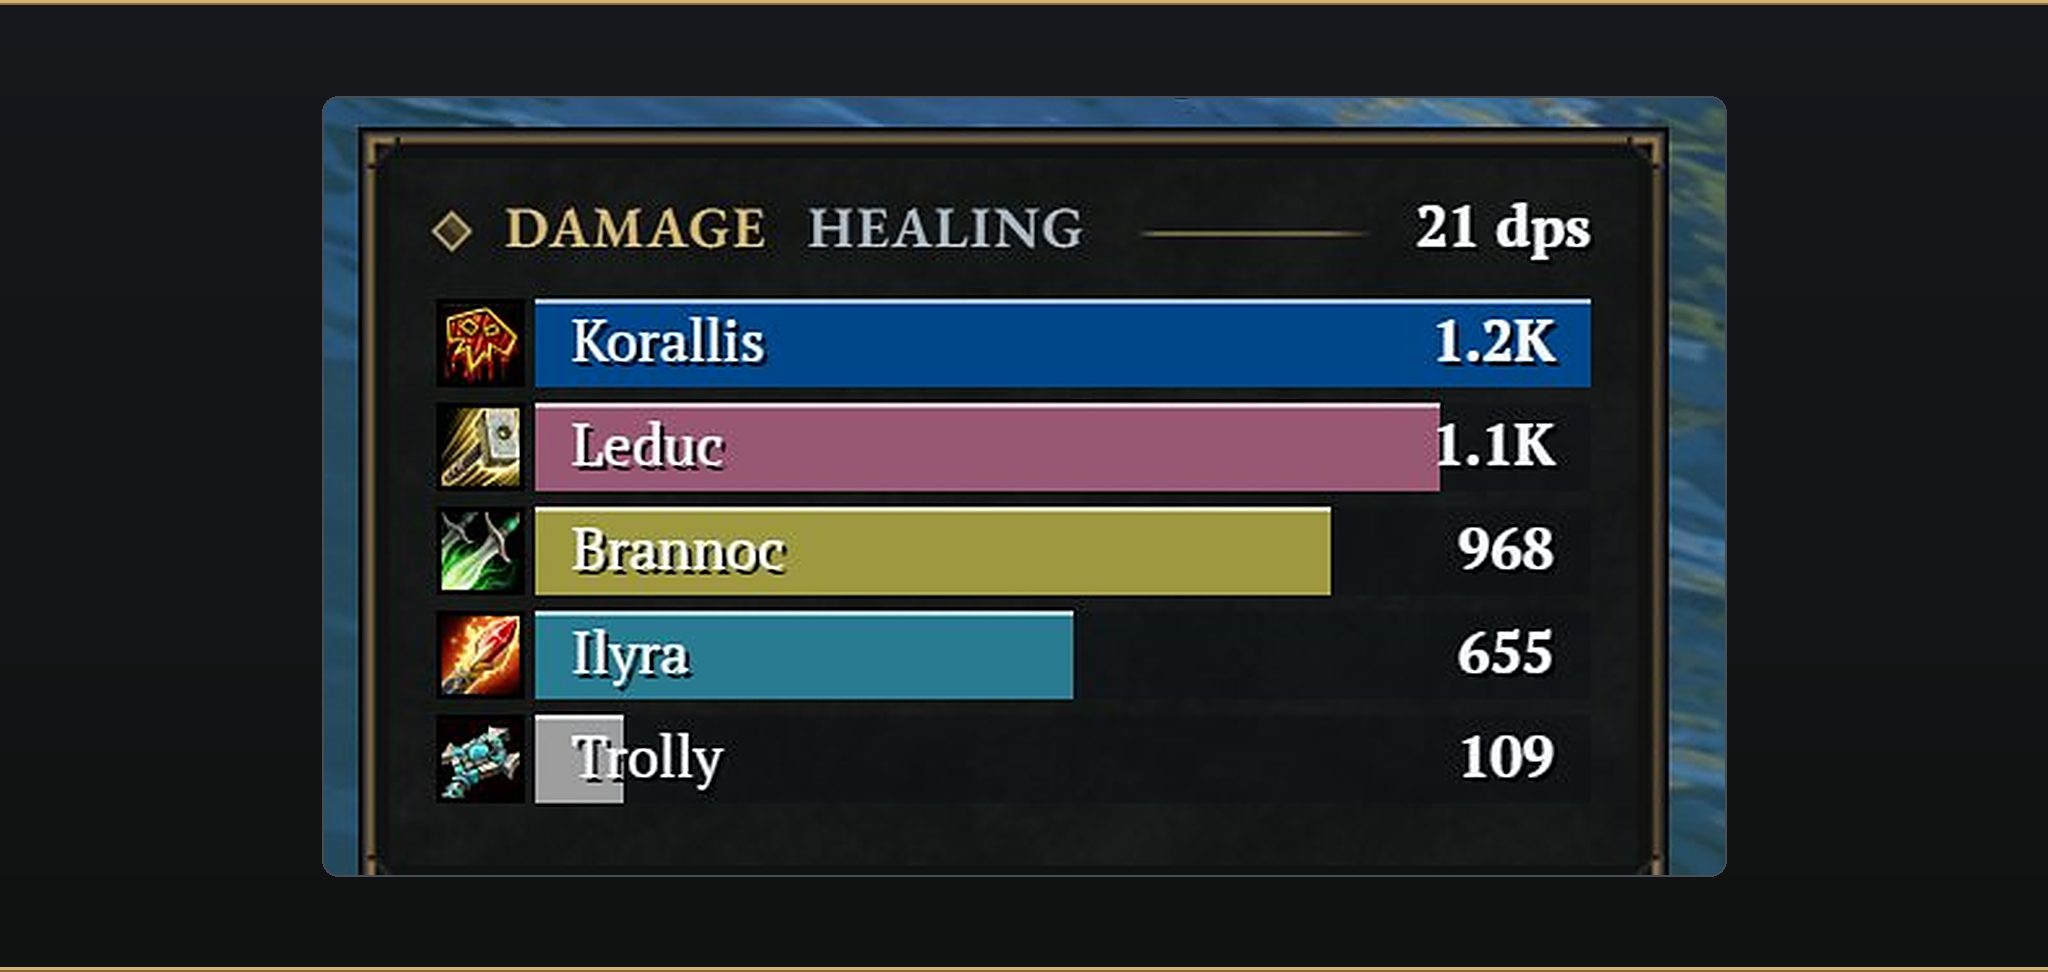 DAMAGE HEALING 21 dps
Korallis 1.2K
Leduc 1.1K
Brannoc 968
Ilyra 655
Trolly 109